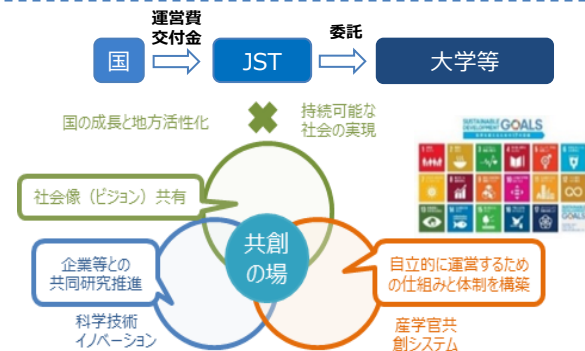 運営費
交付金
委託
国
JST
大学等
国の成長と地方活性化
持続可能な
社会の実現
SUSTAINABLE
DEVELOPMENT GOALS
社会像（ビジョン）共有
共創
の場
企業等との
共同研究推進
自立的に運営するため
の仕組みと体制を構築
科学技術
イノベーション
産学官共
創システム